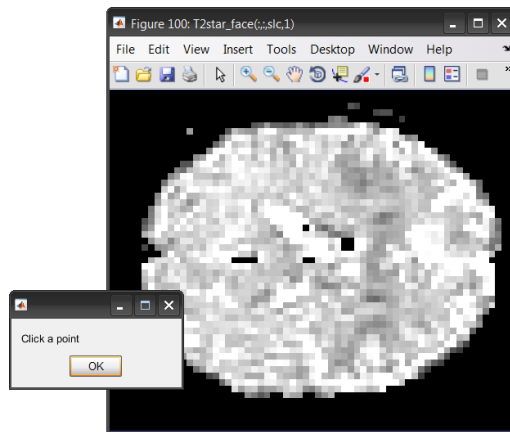 Figure 100: T2star_face(:,:,slc,1)
File Edit View Insert Tools Desktop Window Help
Click a point
OK